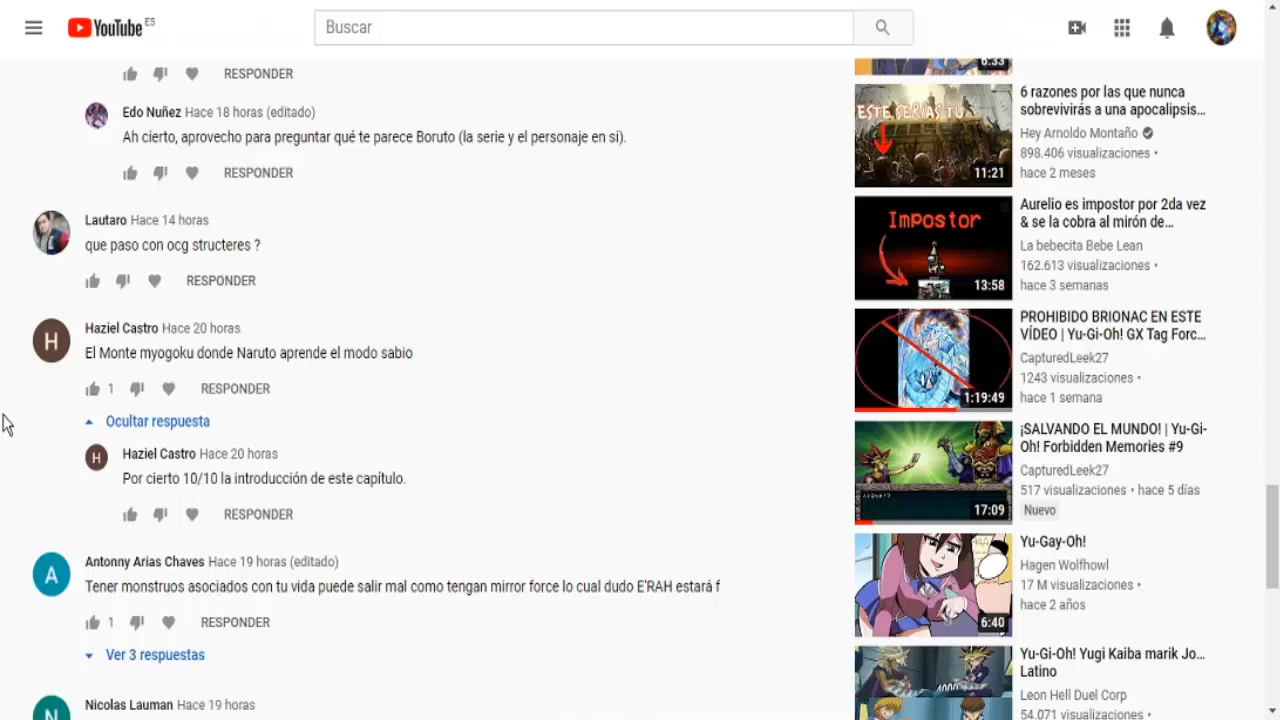 YouTube ES
Buscar
RESPONDER
Edo Nuñez Hace 18 horas (editado)
Ah cierto, aprovecho para preguntar qué te parece Boruto (la serie y el personaje en si).
RESPONDER
Lautaro Hace 14 horas
que paso con ocg structeres ?
RESPONDER
H
Haziel Castro Hace 20 horas
El Monte myogoku donde Naruto aprende el modo sabio
1 RESPONDER
Ocultar respuesta
H
Haziel Castro Hace 20 horas
Por cierto 10/10 la introducción de este capítulo.
RESPONDER
A
Antonny Arias Chaves Hace 19 horas (editado)
Tener monstruos asociados con tu vida puede salir mal como tengan mirror force lo cual dudo E'RAH estará f
1 RESPONDER
Ver 3 respuestas
N
Nicolas Lauman Hace 19 horas
6:33
ESTE SERIAS TU
11:21
6 razones por las que nunca
sobrevivirás a una apocalipsis...
Hey Arnoldo Montaño
898.406 visualizaciones •
hace 2 meses
Impostor
13:58
Aurelio es impostor por 2da vez
& se la cobra al mirón de...
La bebecita Bebe Lean
162.613 visualizaciones •
hace 3 semanas
1:19:49
PROHIBIDO BRIONAC EN ESTE
VÍDEO | Yu-Gi-Oh! GX Tag Forc...
CapturedLeek27
1243 visualizaciones •
hace 1 semana
17:09
¡SALVANDO EL MUNDO! | Yu-Gi-
Oh! Forbidden Memories #9
CapturedLeek27
517 visualizaciones • hace 5 días
Nuevo
6:40
Yu-Gay-Oh!
Hagen Wolfhowl
17 M visualizaciones •
hace 2 años
Yu-Gi-Oh! Yugi Kaiba marik Jo...
Latino
Leon Hell Duel Corp
54.071 visualizaciones •